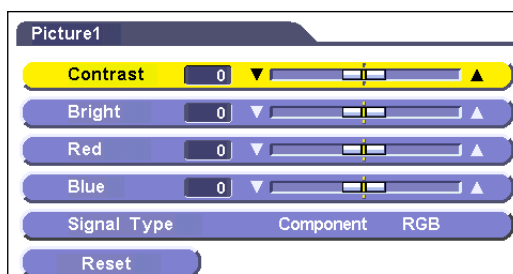 Picture1
Contrast 0
Bright 0
Red 0
Blue 0
Signal Type Component RGB
Reset